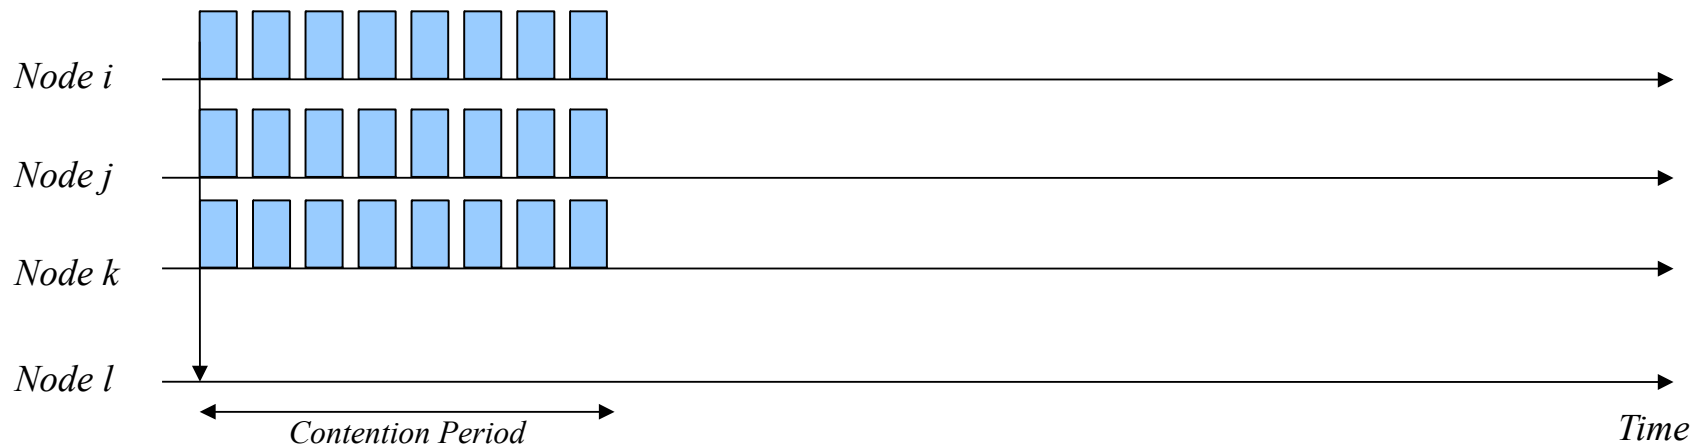 Node i
Node j
Node k
Node l
Contention Period
Time